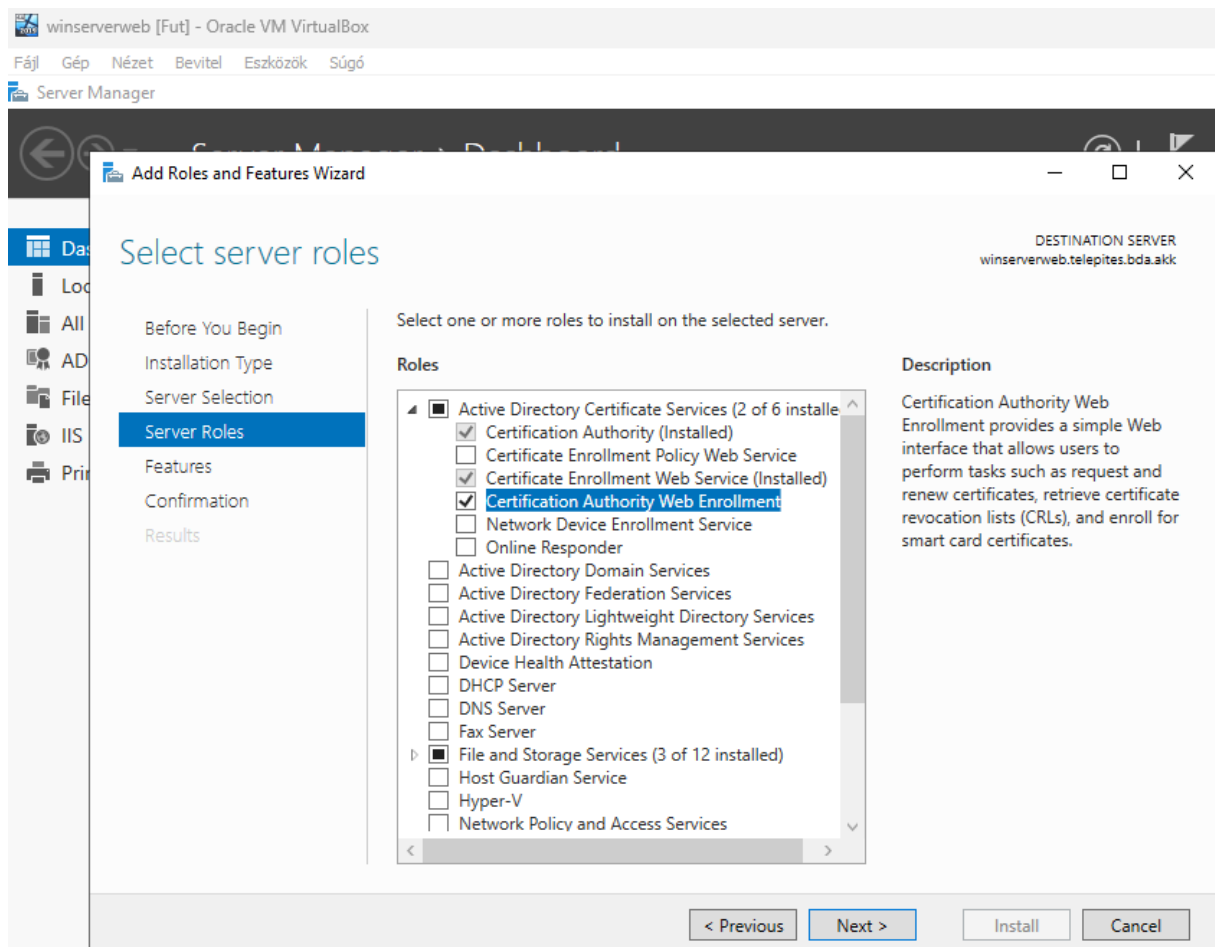 winserverweb [Fut] - Oracle VM VirtualBox
Fájl Gép Nézet Bevitel Eszközök Súgó
Server Manager
Server Manager Dashboard
Add Roles and Features Wizard
Select server roles
DESTINATION SERVER
winserverweb.telepites.bda.akk
Das
Loc
All
AD
File
IIS
Prin
Before You Begin
Installation Type
Server Selection
Server Roles
Features
Confirmation
Results
Select one or more roles to install on the selected server.
Roles
Active Directory Certificate Services (2 of 6 installe
Certification Authority (Installed)
Certificate Enrollment Policy Web Service
Certificate Enrollment Web Service (Installed)
Certification Authority Web Enrollment
Network Device Enrollment Service
Online Responder
Active Directory Domain Services
Active Directory Federation Services
Active Directory Lightweight Directory Services
Active Directory Rights Management Services
Device Health Attestation
DHCP Server
DNS Server
Fax Server
File and Storage Services (3 of 12 installed)
Host Guardian Service
Hyper-V
Network Policy and Access Services
Description
Certification Authority Web
Enrollment provides a simple Web
interface that allows users to
perform tasks such as request and
renew certificates, retrieve certificate
revocation lists (CRLs), and enroll for
smart card certificates.
< Previous
Next >
Install
Cancel